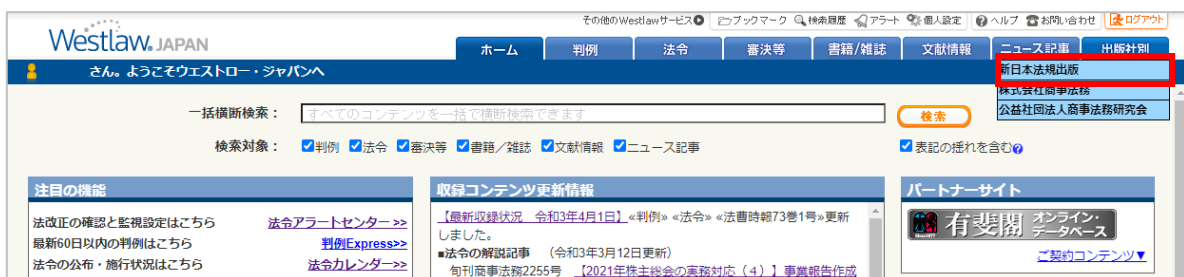 その他のWestlawサービス ブックマーク 検索履歴 アラート 個人設定 ヘルプ お問い合わせ ログアウト
Westlaw. JAPAN
ホーム 判例 法令 審決等 書籍/雑誌 文献情報 ニュース記事 出版社別
さん。ようこそウエストロー・ジャパンへ
新日本法規出版
株式会社商事法務
公益社団法人商事法務研究会
一括横断検索： すべてのコンテンツを一括で横断検索できます 検索
検索対象： 判例 法令 審決等 書籍／雑誌 文献情報 ニュース記事 表記の揺れを含む
注目の機能
法改正の確認と監視設定はこちら 法令アラートセンター >>
最新60日以内の判例はこちら 判例Express>>
法令の公布・施行状況はこちら 法令カレンダー>>
収録コンテンツ更新情報
【最新収録状況 令和3年4月1日】«判例» «法令» «法曹時報73巻1号»更新
しました。
■法令の解説記事 （令和3年3月12日更新）
旬刊商事法務2255号 【2021年株主総会の実務対応（４）】事業報告作成
パートナーサイト
有斐閣 オンライン・データベース
ご契約コンテンツ▼